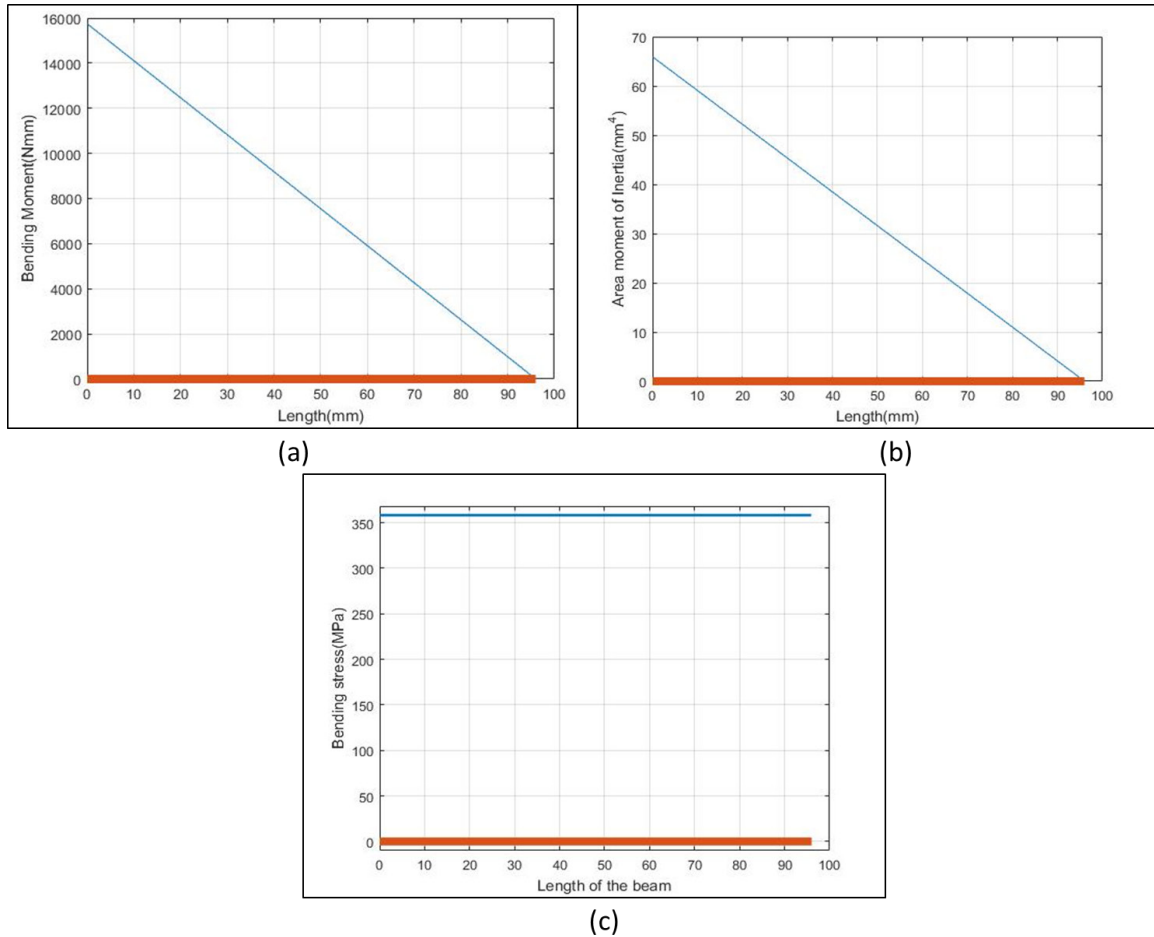 16000
14000
12000
10000
8000
6000
4000
2000
0
Bending Moment(Nmm)
0 10 20 30 40 50 60 70 80 90 100
Length(mm)
(a)
70
60
50
40
30
20
10
0
Area moment of Inertia(mm^4)
0 10 20 30 40 50 60 70 80 90 100
Length(mm)
(b)
350
300
250
200
150
100
50
0
Bending stress(MPa)
0 10 20 30 40 50 60 70 80 90 100
Length of the beam
(c)